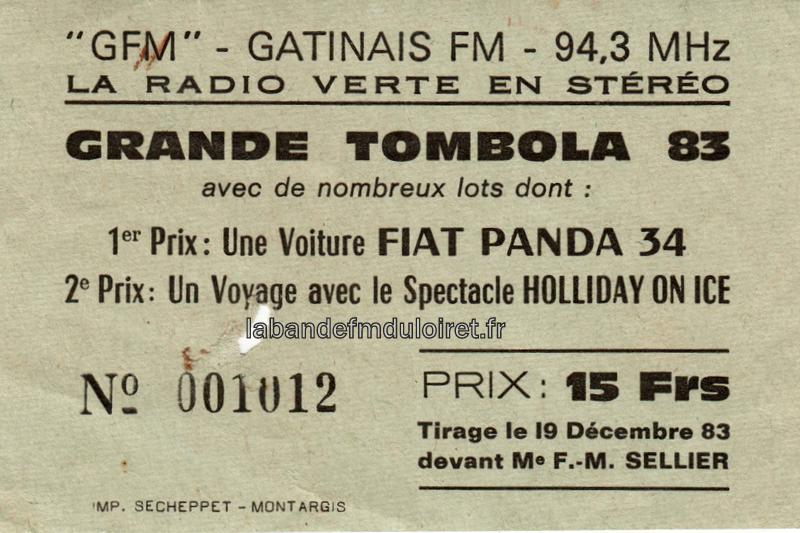 "GFM" - GATINAIS FM - 94,3 MHz
LA RADIO VERTE EN STÉRÉO
GRANDE TOMBOLA 83
avec de nombreux lots dont :
1er Prix : Une Voiture FIAT PANDA 34
2e Prix : Un Voyage avec le Spectacle HOLLIDAY ON ICE
labandefmduloiret.fr
Nº 001012
PRIX : 15 Frs
Tirage le 19 Décembre 83
devant Me F.-M. SELLIER
IMP. SECHEPPET - MONTARGIS